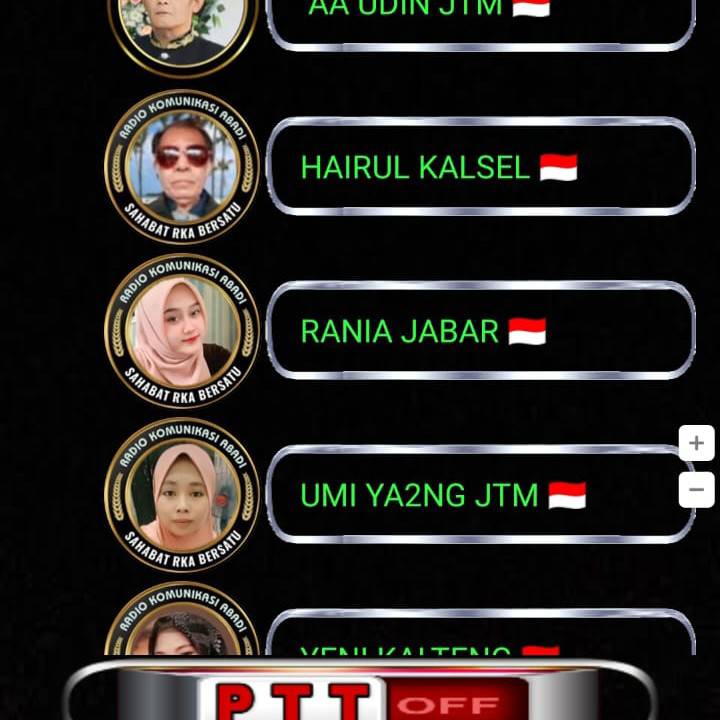 AA UDIN JTM
RADIO KOMUNIKASI ABADI
SAHABAT RKA BERSATU
HAIRUL KALSEL
RADIO KOMUNIKASI ABADI
SAHABAT RKA BERSATU
RANIA JABAR
RADIO KOMUNIKASI ABADI
SAHABAT RKA BERSATU
UMI YA2NG JTM
RADIO KOMUNIKASI ABADI
YENI KALTENG
PTT OFF